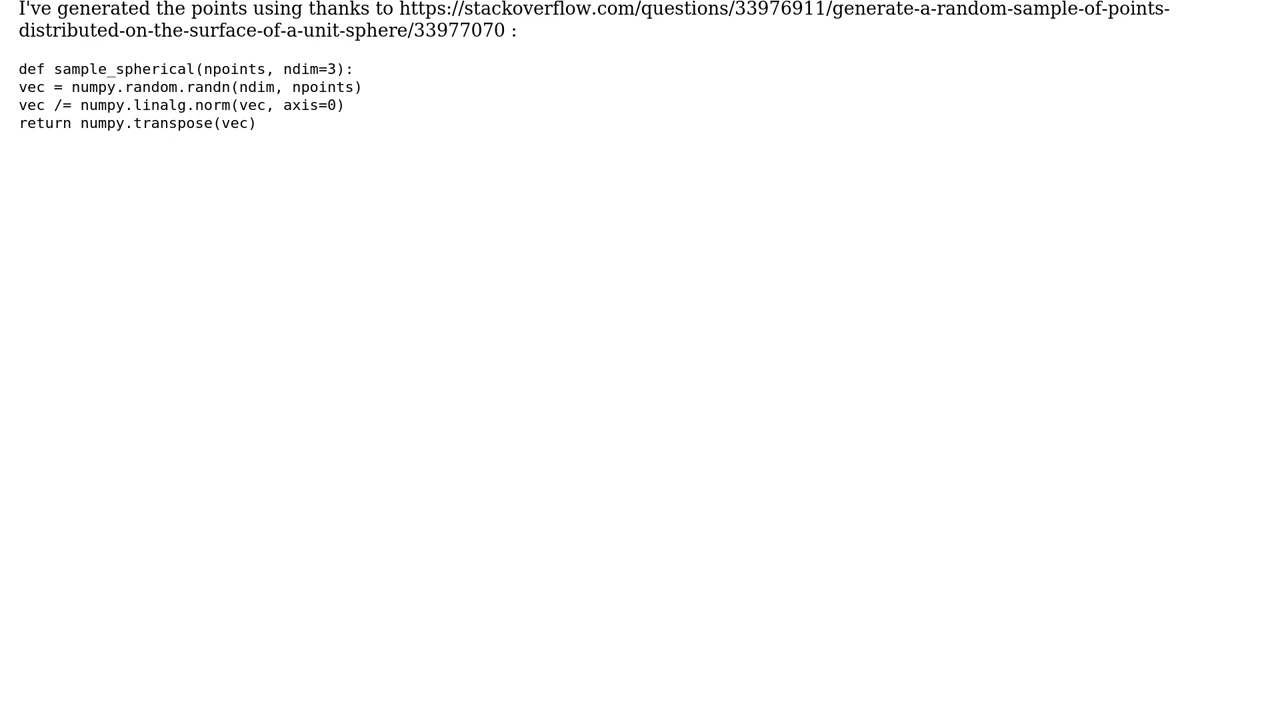 I've generated the points using thanks to https://stackoverflow.com/questions/33976911/generate-a-random-sample-of-points-
distributed-on-the-surface-of-a-unit-sphere/33977070 :
def sample_spherical(npoints, ndim=3):
vec = numpy.random.randn(ndim, npoints)
vec /= numpy.linalg.norm(vec, axis=0)
return numpy.transpose(vec)